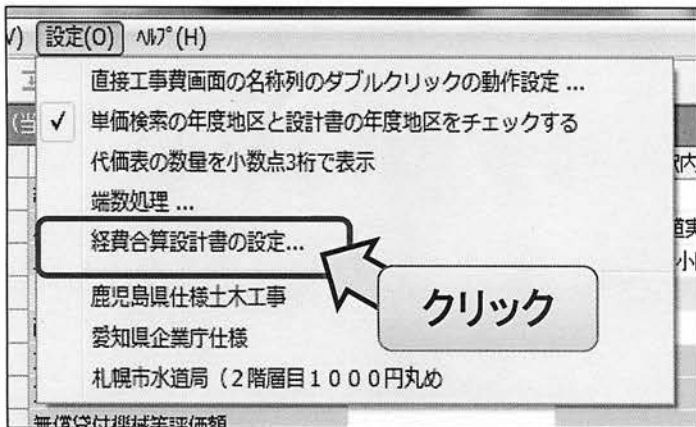 V) 設定(O) ﾍﾙﾌﾟ(H)
直接工事費画面の名称列のダブルクリックの動作設定 ...
(当
✓ 単価検索の年度地区と設計書の年度地区をチェックする
代価表の数量を小数点3桁で表示
端数処理 ...
経費合算設計書の設定...
クリック
鹿児島県仕様土木工事
愛知県企業庁仕様
札幌市水道局（２階層目１０００円丸め
無償貸付機械等評価額